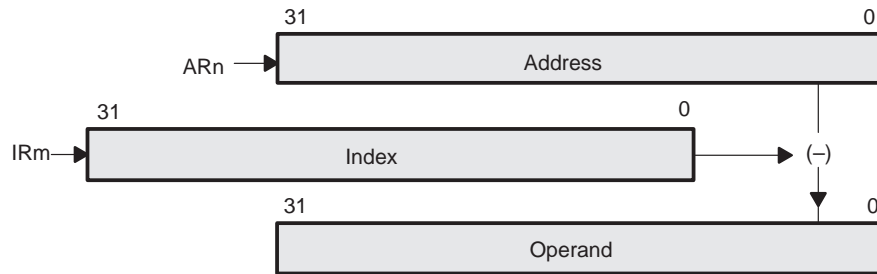 31 0
ARn Address
31 0
IRm Index (–)
31 0
Operand